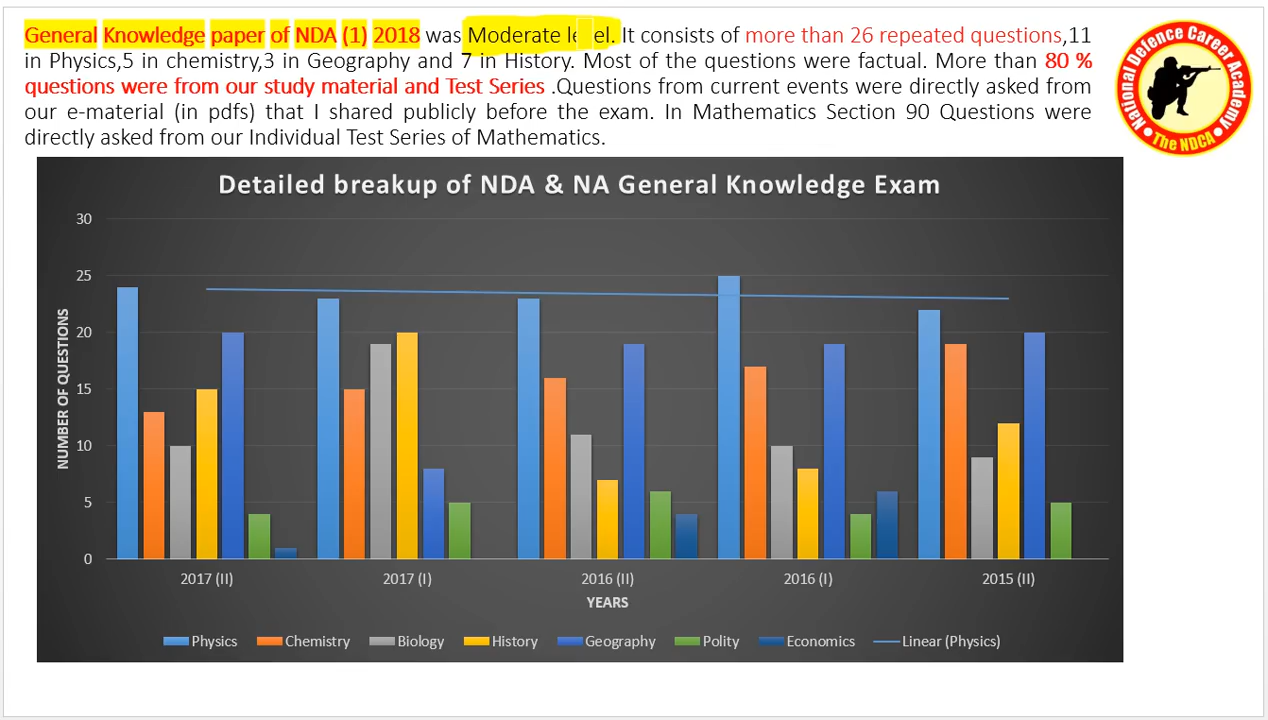 General Knowledge paper of NDA (1) 2018 was Moderate le el. It consists of more than 26 repeated questions,11
in Physics,5 in chemistry,3 in Geography and 7 in History. Most of the questions were factual. More than 80 %
questions were from our study material and Test Series .Questions from current events were directly asked from
our e-material (in pdfs) that I shared publicly before the exam. In Mathematics Section 90 Questions were
directly asked from our Individual Test Series of Mathematics.
National Defence Career Academy
The NDCA
Detailed breakup of NDA & NA General Knowledge Exam
NUMBER OF QUESTIONS
30
25
20
15
10
5
0
2017 (II) 2017 (I) 2016 (II) 2016 (I) 2015 (II)
YEARS
Physics Chemistry Biology History Geography Polity Economics Linear (Physics)